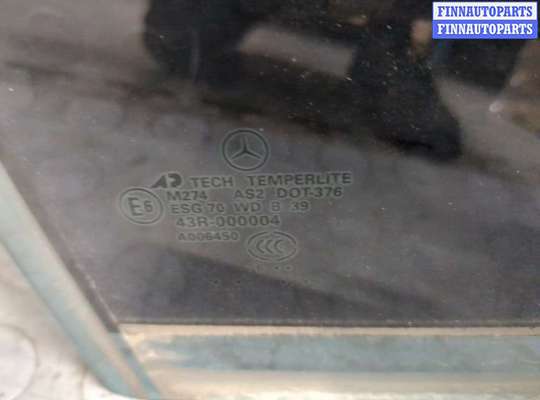 FINNAUTOPARTS
FINNAUTOPARTS
AP TECH TEMPERLITE
M274 AS2 DOT-376
E6 ESG 70 WD B 39
43R-000004
A006450
CCC